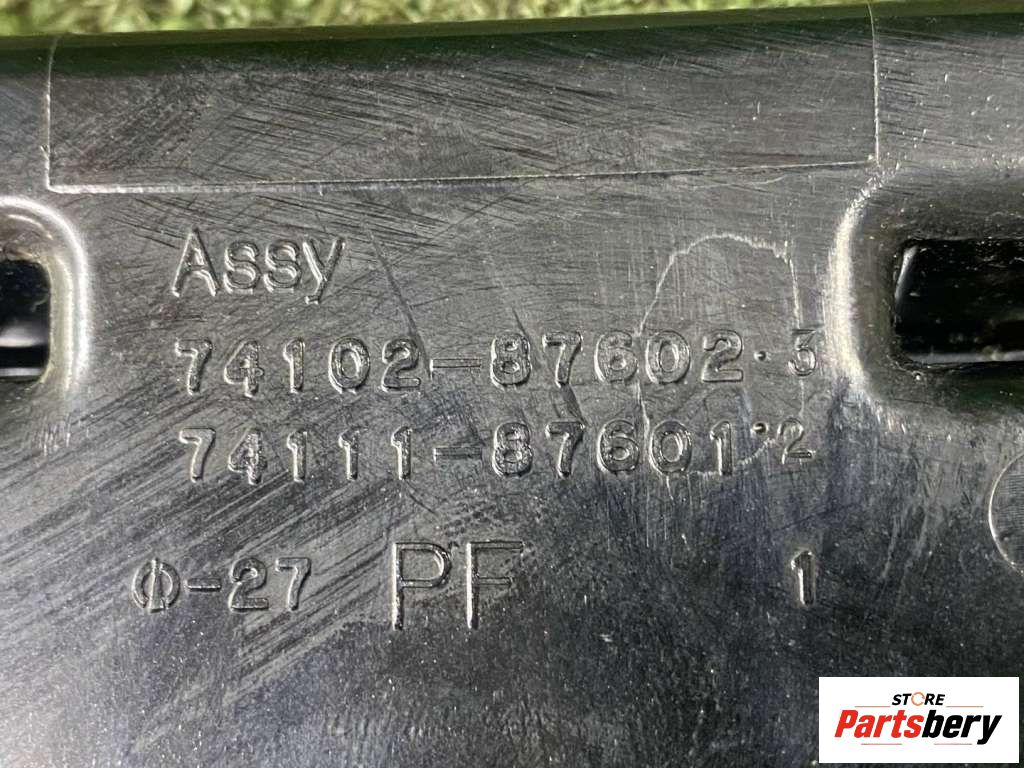 Assy
74102-87602·3
74111-87601·2
Φ-27 PF 1
STORE
Partsbery